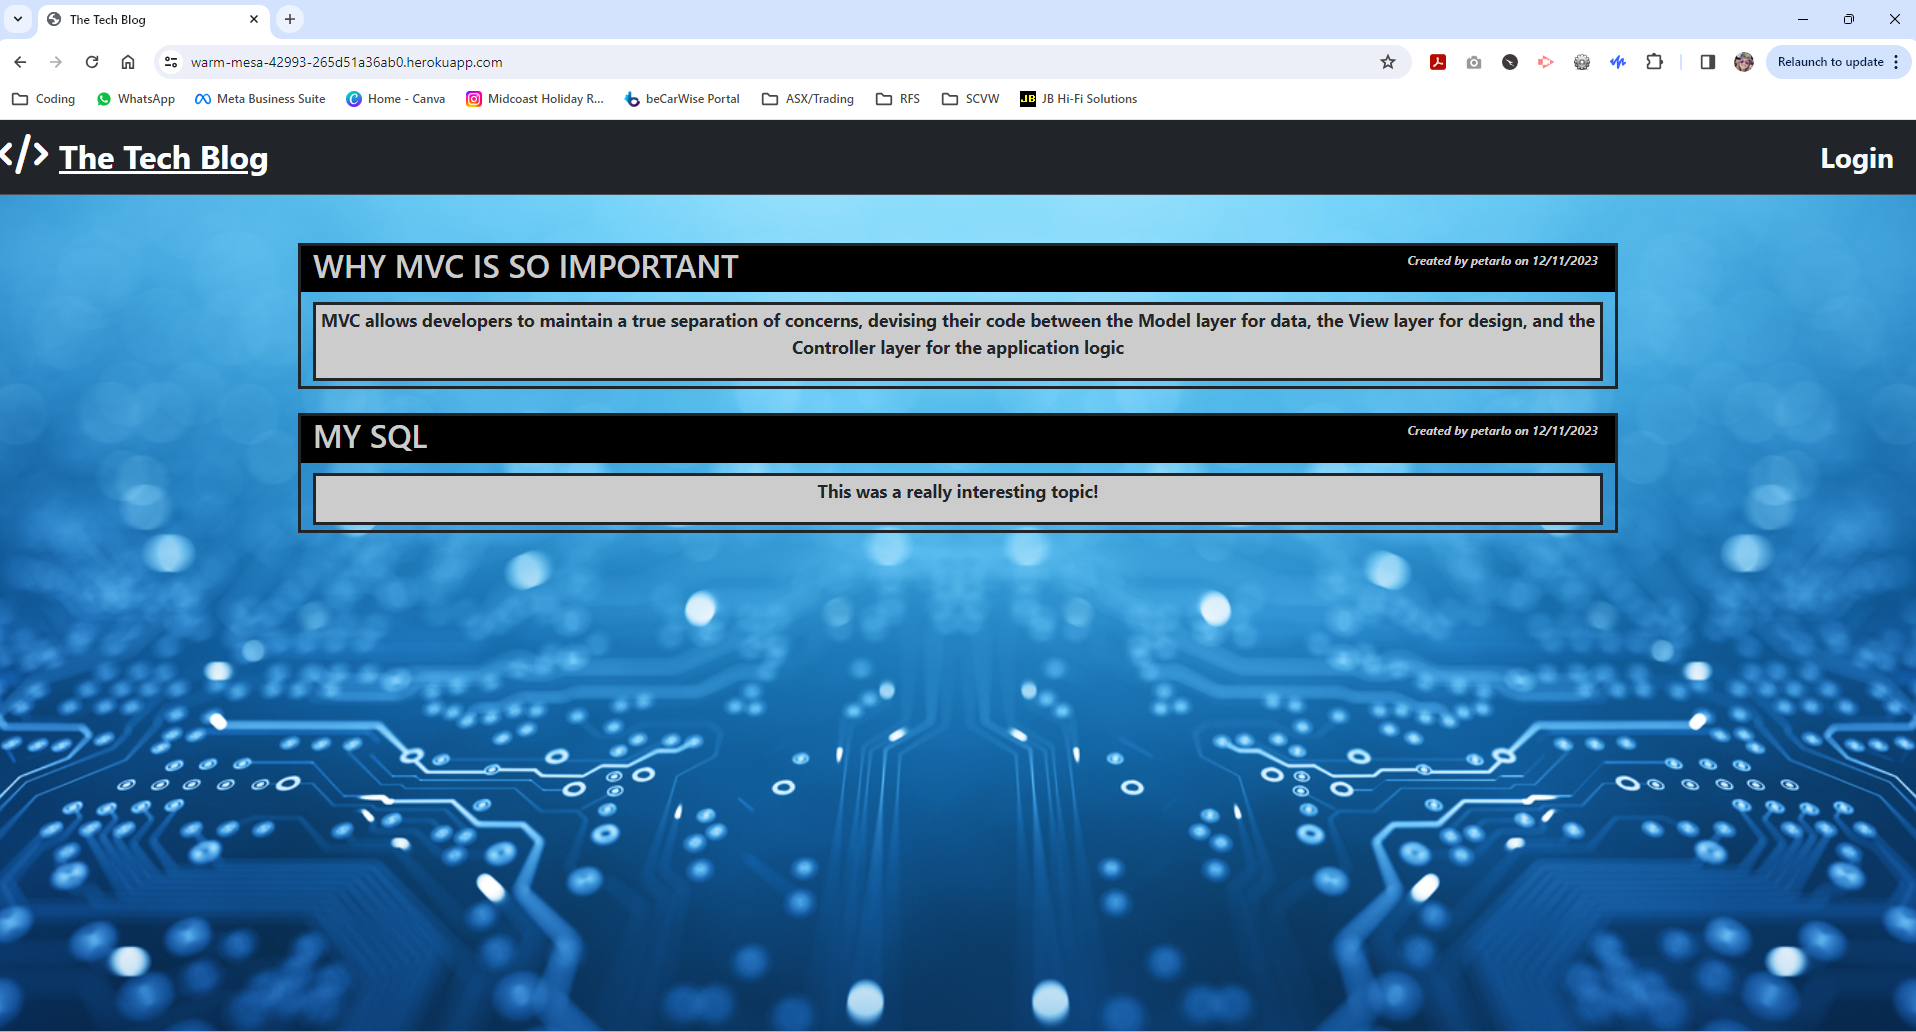 The Tech Blog
warm-mesa-42993-265d51a36ab0.herokuapp.com
Relaunch to update
Coding
WhatsApp
Meta Business Suite
Home - Canva
Midcoast Holiday R...
beCarWise Portal
ASX/Trading
RFS
SCVW
JB
JB Hi-Fi Solutions
</> The Tech Blog
Login
WHY MVC IS SO IMPORTANT
Created by petarlo on 12/11/2023
MVC allows developers to maintain a true separation of concerns, devising their code between the Model layer for data, the View layer for design, and the
Controller layer for the application logic
MY SQL
Created by petarlo on 12/11/2023
This was a really interesting topic!